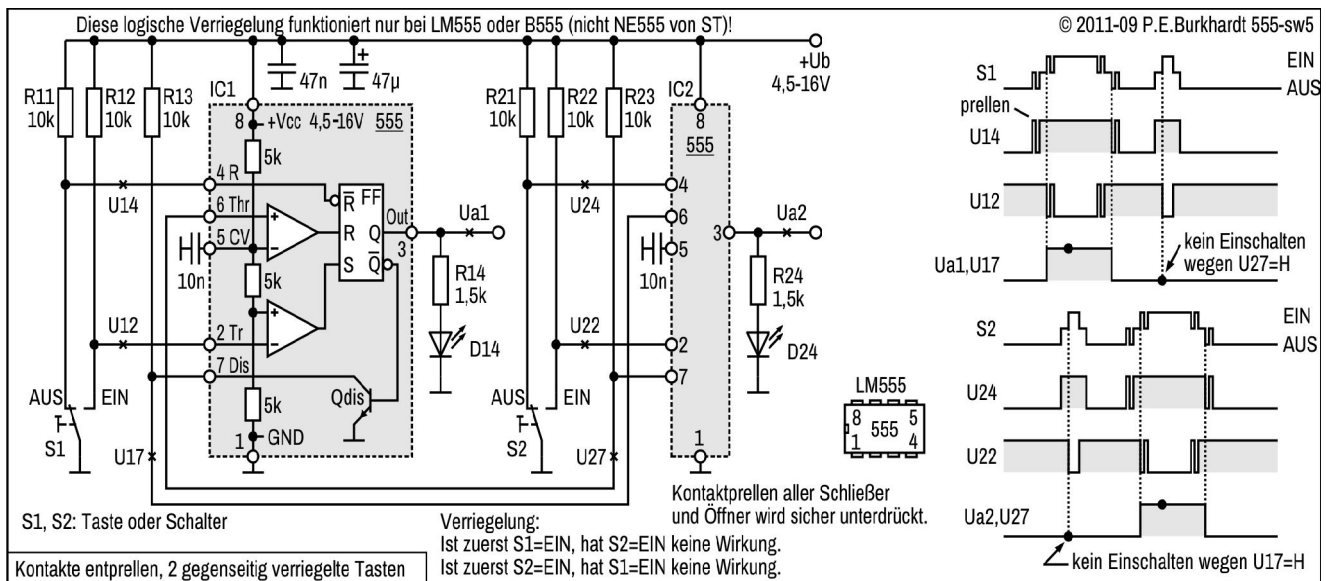 Diese logische Verriegelung funktioniert nur bei LM555 oder B555 (nicht NE555 von ST)!
© 2011-09 P.E.Burkhardt 555-sw5
+Ub
4,5-16V
47n
47µ
R11
10k
R12
10k
R13
10k
IC1
8
+Vcc 4,5-16V
555
5k
4 R
U14
6 Thr
5 CV
10n
5k
R FF
R Q
S Q
Out
3
Ua1
R14
1,5k
D14
U12
2 Tr
7 Dis
Qdis
5k
GND
1
AUS
EIN
S1
U17
R21
10k
R22
10k
R23
10k
IC2
8
555
4
U24
6
5
10n
3
Ua2
R24
1,5k
D24
U22
2
7
1
AUS
EIN
S2
U27
LM555
8 5
555
1 4
S1
EIN
AUS
prellen
U14
U12
kein Einschalten
wegen U27=H
Ua1,U17
S2
EIN
AUS
U24
U22
Ua2,U27
kein Einschalten wegen U17=H
Kontaktprellen aller Schließer
und Öffner wird sicher unterdrückt.
S1, S2: Taste oder Schalter
Verriegelung:
Ist zuerst S1=EIN, hat S2=EIN keine Wirkung.
Ist zuerst S2=EIN, hat S1=EIN keine Wirkung.
Kontakte entprellen, 2 gegenseitig verriegelte Tasten